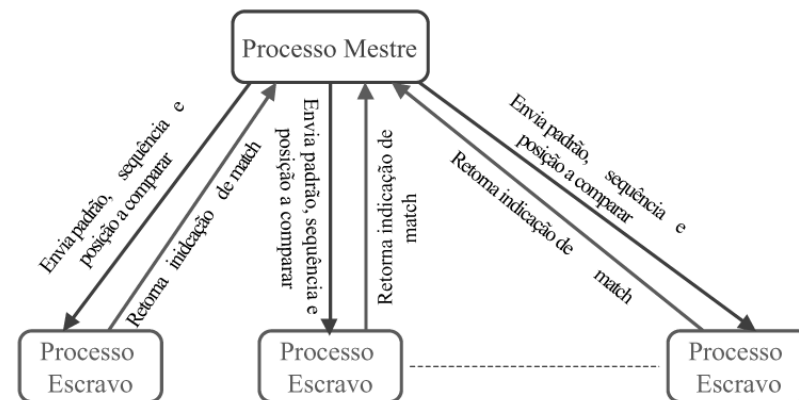 Processo Mestre
Envia padrão, sequência e
posição a comparar
Retorna inidcação de match
Envia padrão, sequência e
posição a comparar
Retorna indicação de
match
Envia padrão, sequência e
posição a comparar
Retorna indicação de match
Processo
Escravo
Processo
Escravo
Processo
Escravo